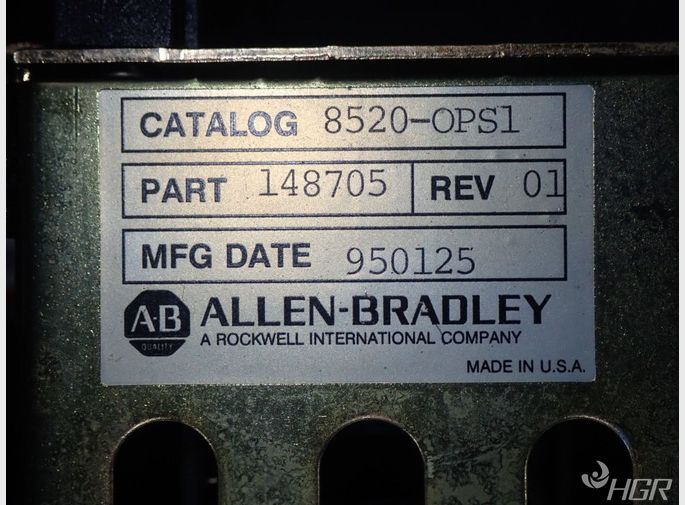 CATALOG 8520-OPS1
PART 148705 REV 01
MFG DATE 950125
A-B QUALITY
ALLEN-BRADLEY
A ROCKWELL INTERNATIONAL COMPANY
MADE IN U.S.A.
HGR